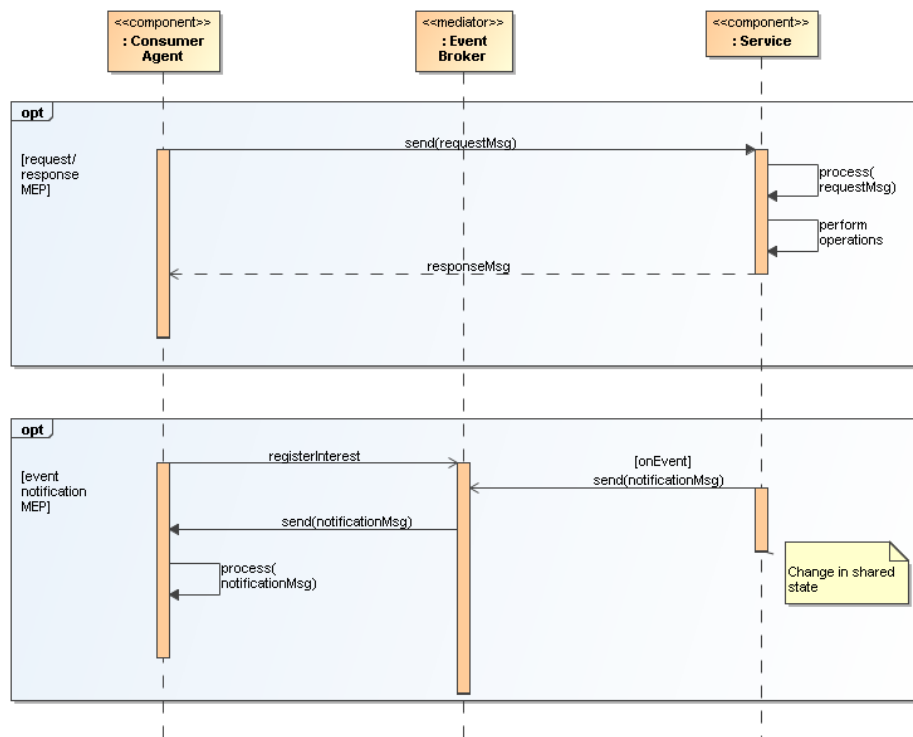 <<component>>
: Consumer
Agent
<<mediator>>
: Event
Broker
<<component>>
: Service
opt
[request/
response
MEP]
send(requestMsg)
process(
requestMsg)
perform
operations
responseMsg
opt
[event
notification
MEP]
registerInterest
[onEvent]
send(notificationMsg)
send(notificationMsg)
process(
notificationMsg)
Change in shared
state